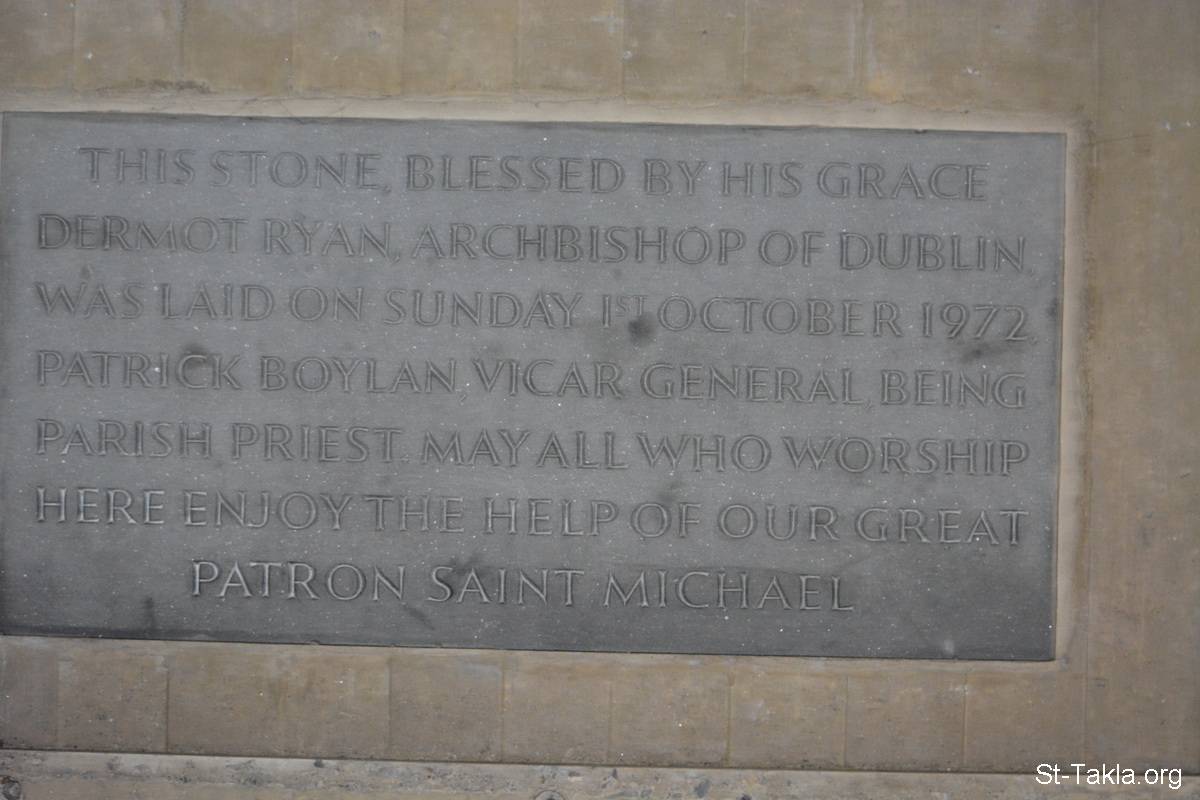 THIS STONE, BLESSED BY HIS GRACE
DERMOT RYAN, ARCHBISHOP OF DUBLIN,
WAS LAID ON SUNDAY 1ST OCTOBER 1972,
PATRICK BOYLAN, VICAR GENERAL, BEING
PARISH PRIEST. MAY ALL WHO WORSHIP
HERE ENJOY THE HELP OF OUR GREAT
PATRON SAINT MICHAEL
St-Takla.org